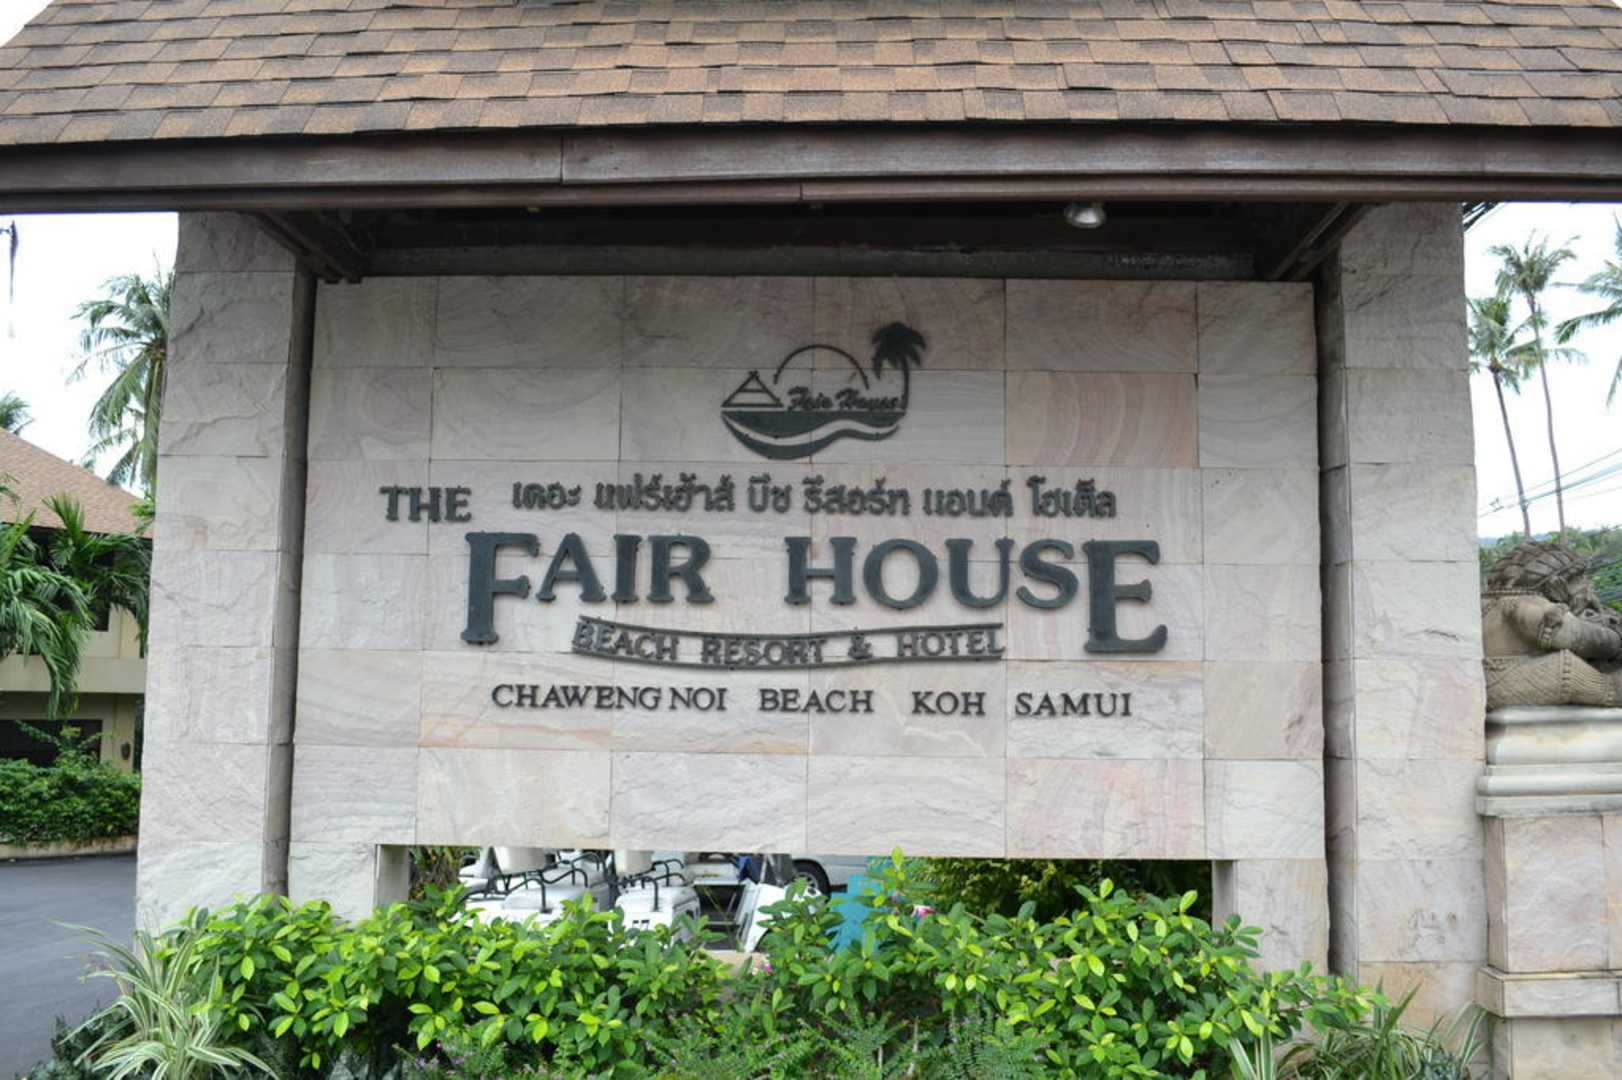 Fair House
THE
เดอะ แฟร์เฮ้าส์ บีช รีสอร์ท แอนด์ โฮเต็ล
FAIR HOUSE
BEACH RESORT & HOTEL
CHAWENG NOI BEACH KOH SAMUI